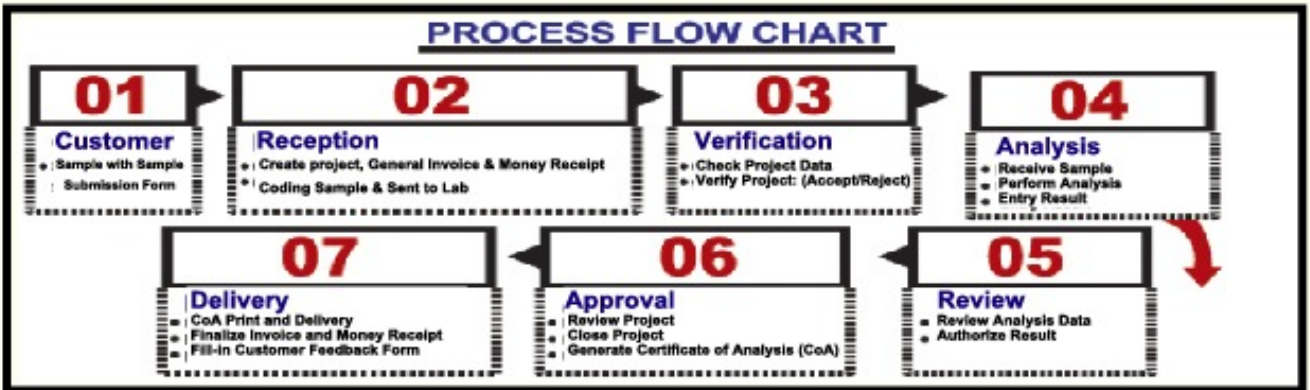 PROCESS FLOW CHART
01
Customer
Sample with Sample
Submission Form
02
Reception
Create project, General Invoice & Money Receipt
Coding Sample & Sent to Lab
03
Verification
Check Project Data
Verify Project: (Accept/Reject)
04
Analysis
Receive Sample
Perform Analysis
Entry Result
05
Review
Review Analysis Data
Authorize Result
06
Approval
Review Project
Close Project
Generate Certificate of Analysis (CoA)
07
Delivery
CoA Print and Delivery
Finalize Invoice and Money Receipt
Fill-in Customer Feedback Form